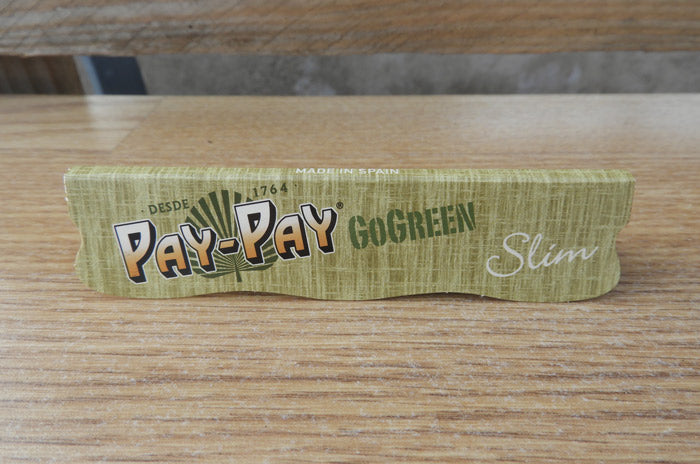 MADE IN SPAIN
· DESDE 1764 ·
PAY-PAY® GOGREEN
Slim